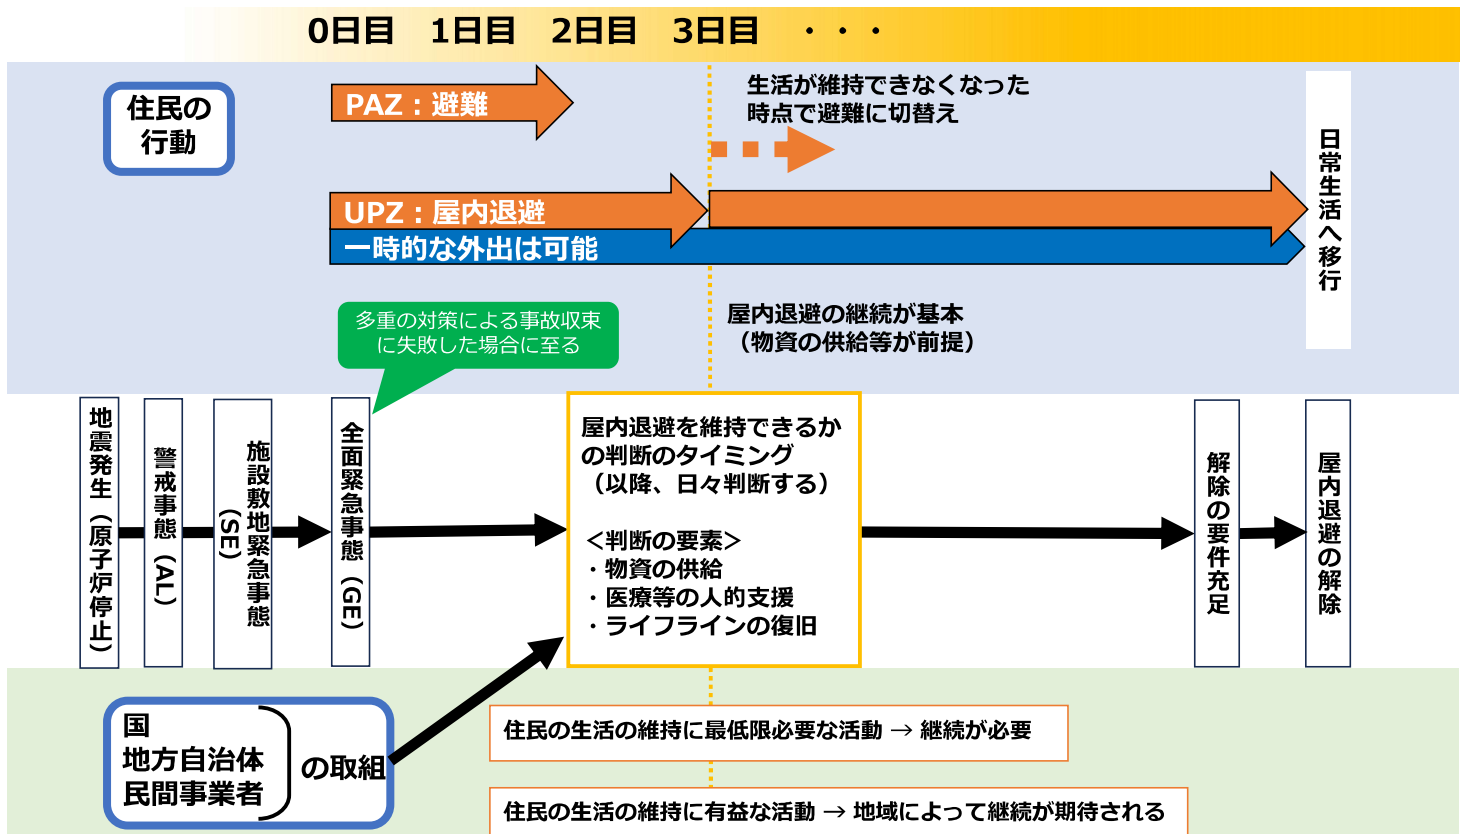 0日目 1日目 2日目 3日目 ・・・
住民の
行動
PAZ：避難
生活が維持できなくなった
時点で避難に切替え
UPZ：屋内退避
一時的な外出は可能
日常生活へ移行
多重の対策による事故収束
に失敗した場合に至る
屋内退避の継続が基本
（物資の供給等が前提）
地震発生（原子炉停止）
警戒事態（AL）
施設敷地緊急事態
（SE）
全面緊急事態（GE）
屋内退避を維持できるか
の判断のタイミング
（以降、日々判断する）
＜判断の要素＞
・物資の供給
・医療等の人的支援
・ライフラインの復旧
解除の要件充足
屋内退避の解除
国
地方自治体
民間事業者
の取組
住民の生活の維持に最低限必要な活動 → 継続が必要
住民の生活の維持に有益な活動 → 地域によって継続が期待される